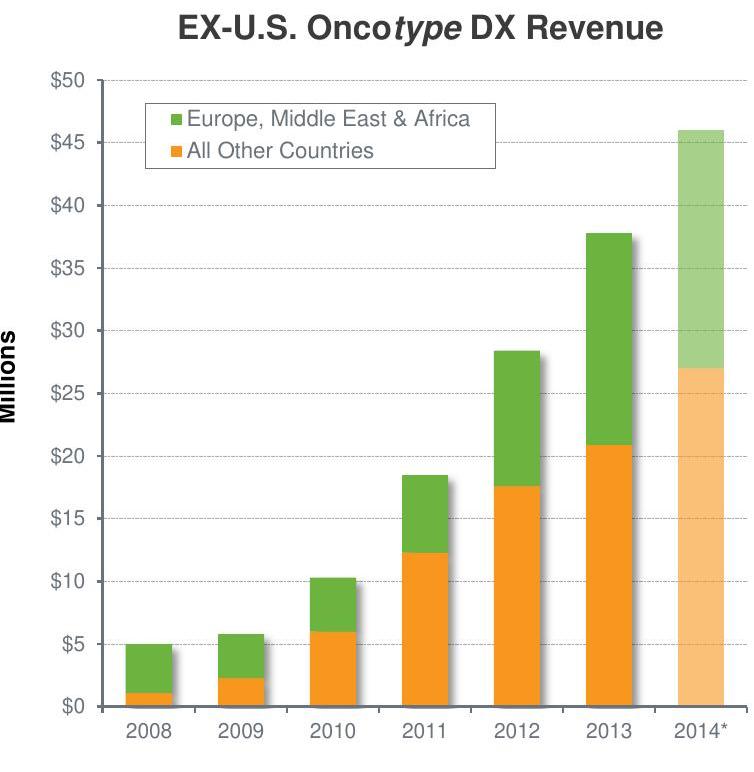 EX-U.S. Oncotype DX Revenue
$50
Europe, Middle East & Africa
All Other Countries
$45
$40
$35
$30
$25
$20
$15
$10
$5
$0
Millions
2008 2009 2010 2011 2012 2013 2014*